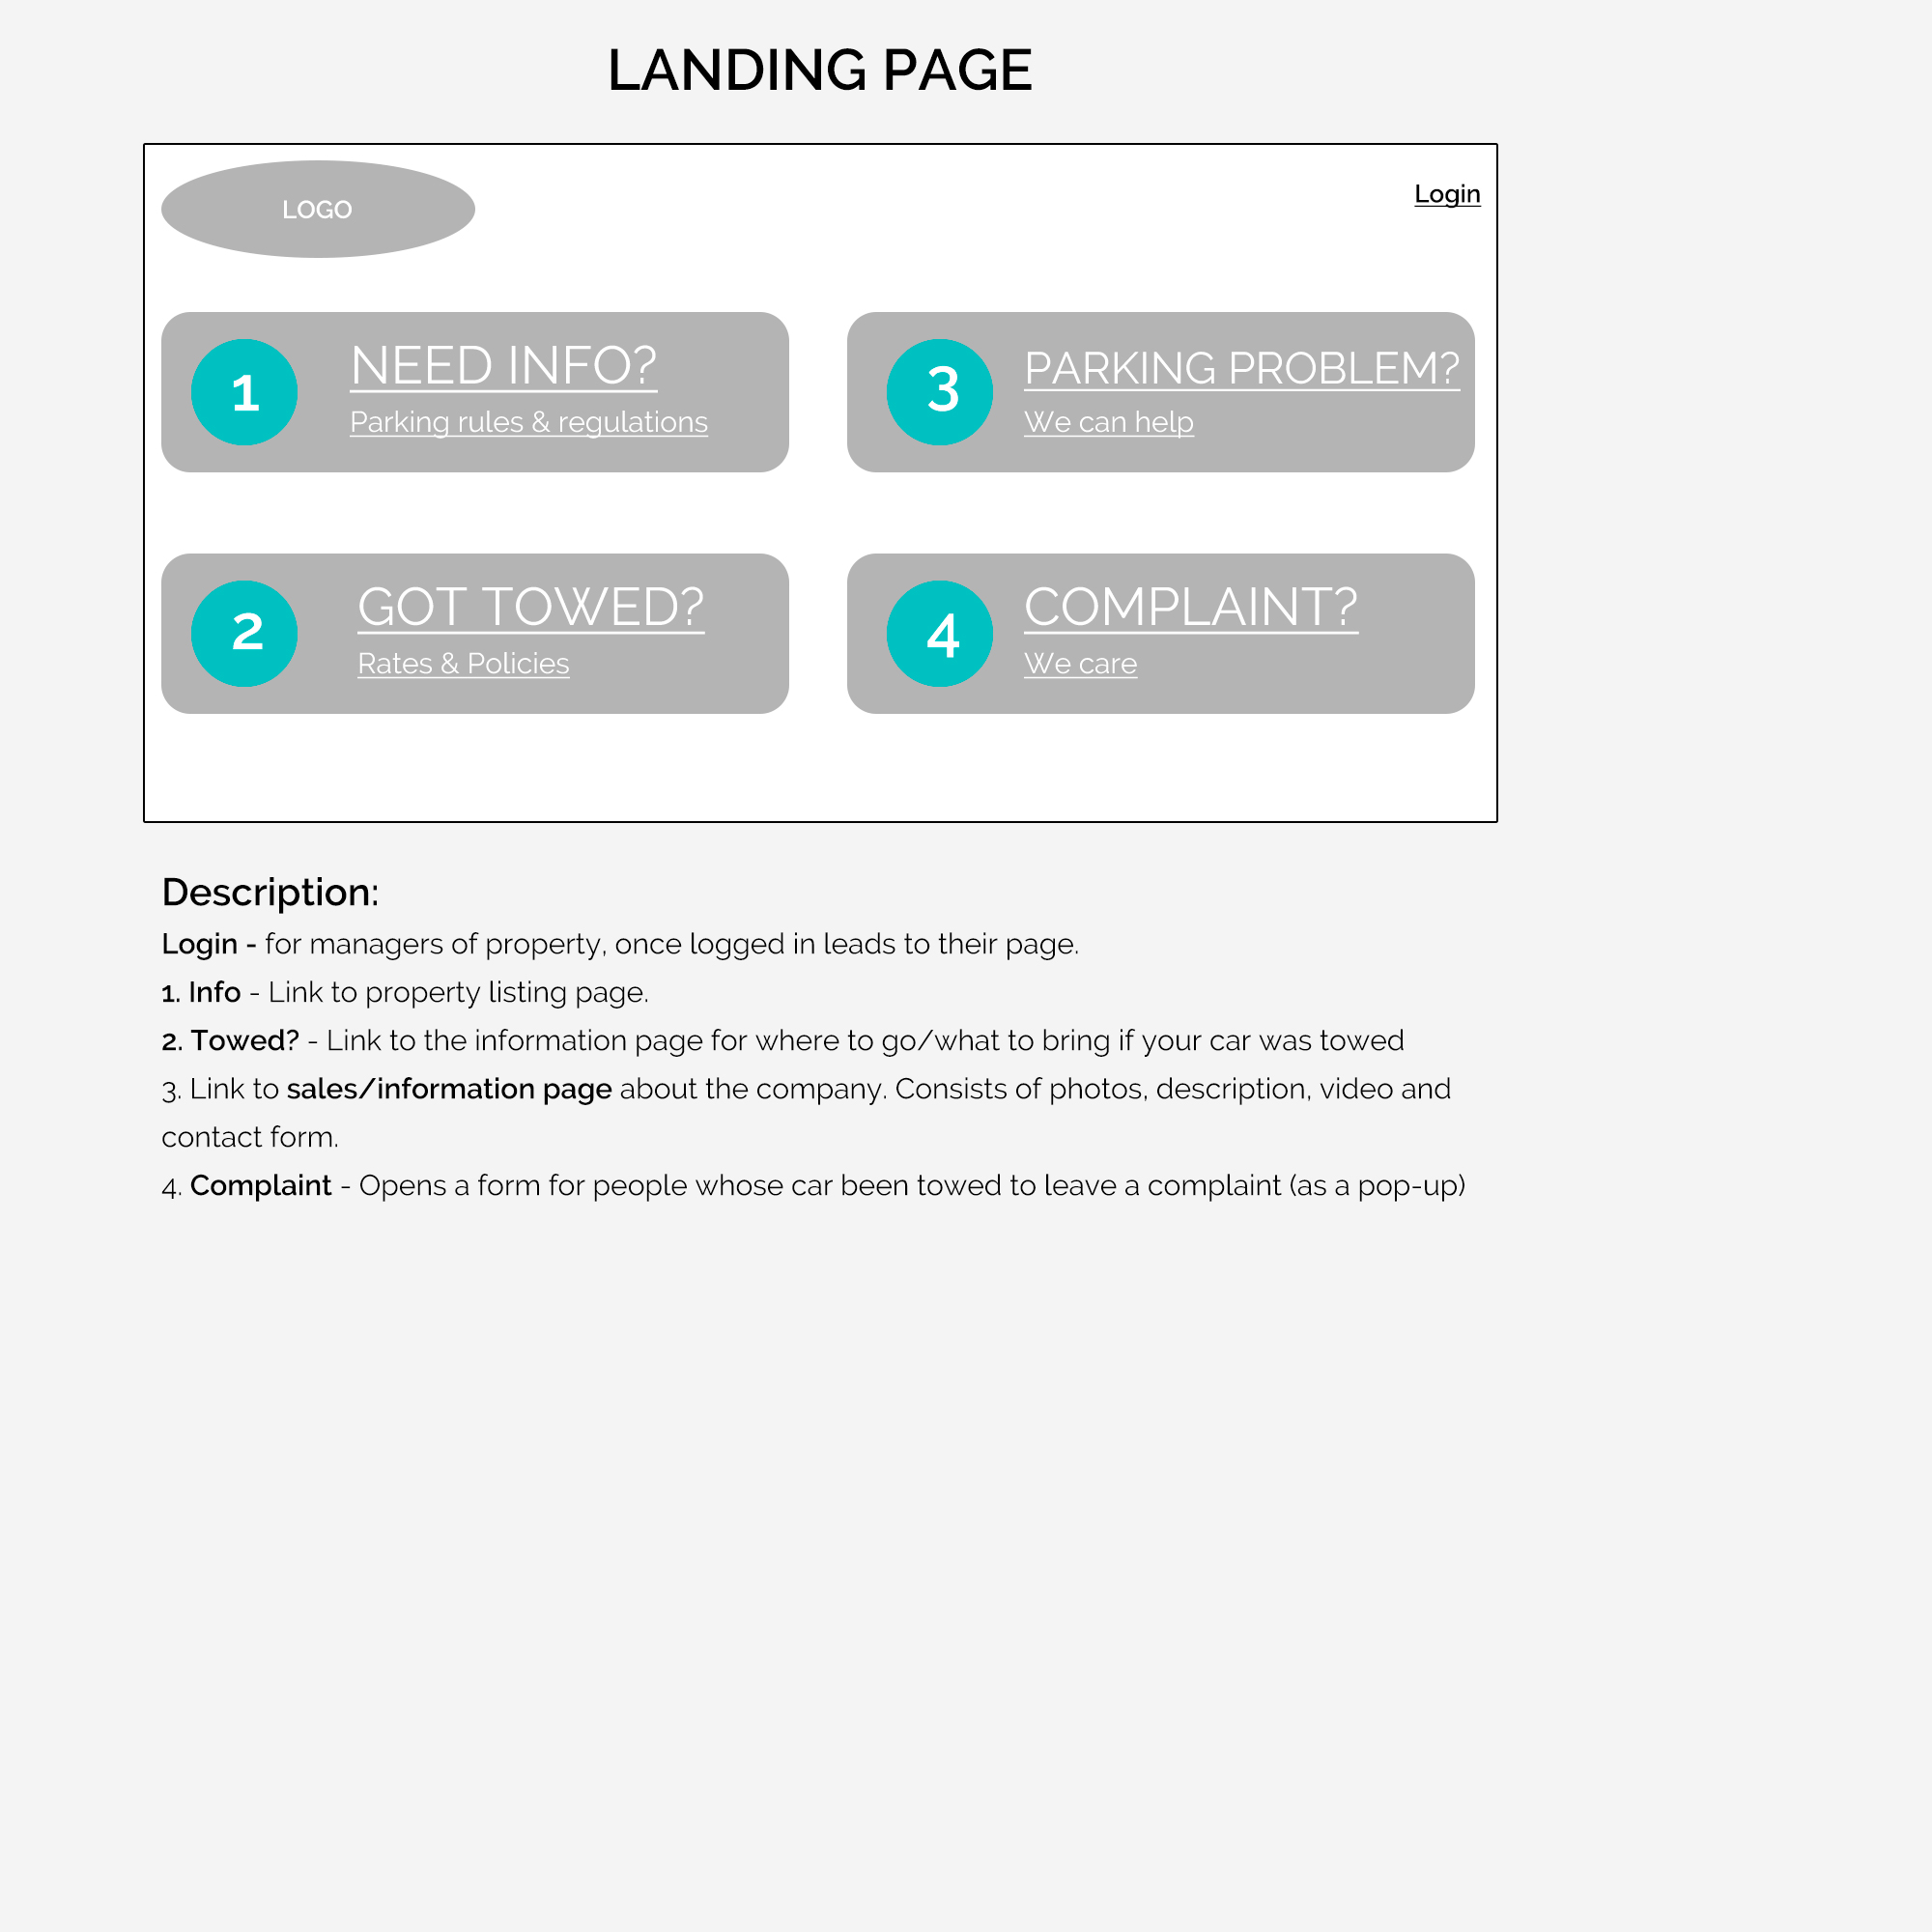 LANDING PAGE
LOGO
Login
1
NEED INFO?
Parking rules & regulations
3
PARKING PROBLEM?
We can help
2
GOT TOWED?
Rates & Policies
4
COMPLAINT?
We care
Description:
Login - for managers of property, once logged in leads to their page.
1. Info - Link to property listing page.
2. Towed? - Link to the information page for where to go/what to bring if your car was towed
3. Link to sales/information page about the company. Consists of photos, description, video and
contact form.
4. Complaint - Opens a form for people whose car been towed to leave a complaint (as a pop-up)